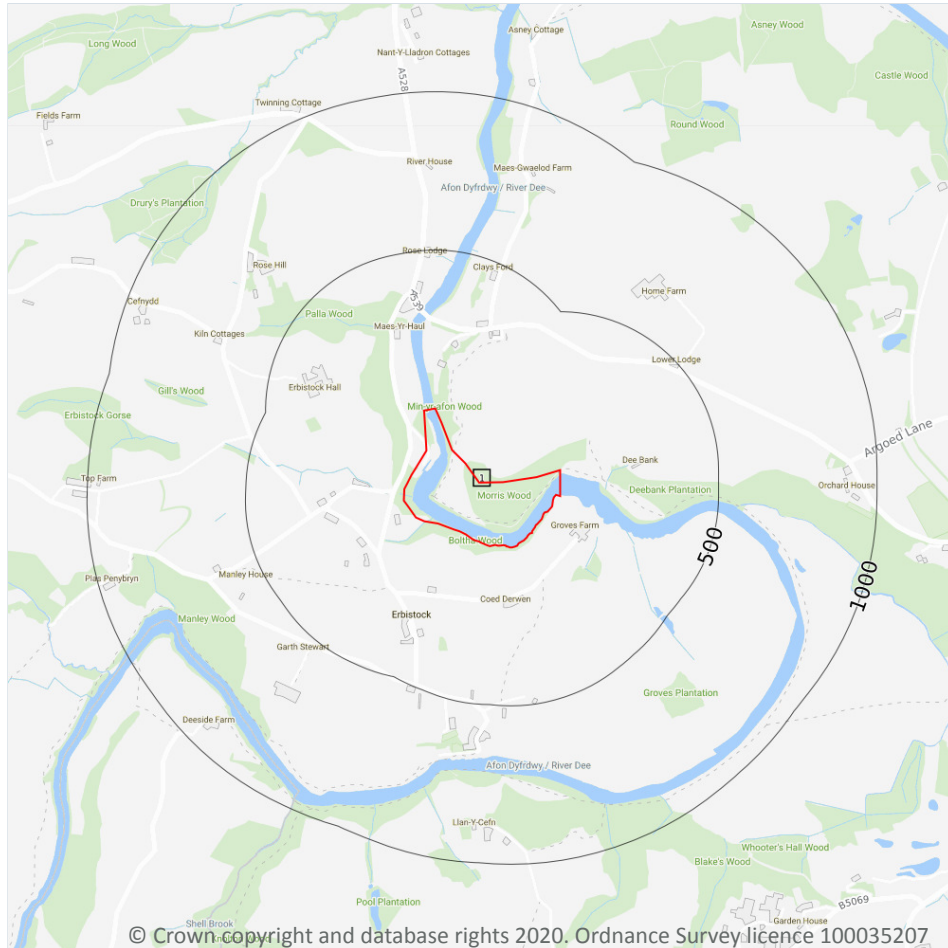 Long Wood
Nant-Y-Lladron Cottages
A528
Asney Cottage
Asney Wood
Castle Wood
Fields Farm
Twinning Cottage
Round Wood
River House
Maes-Gwaelod Farm
Afon Dyfrdwy / River Dee
Drury's Plantation
Rose Lodge
Rose Hill
Clays Ford
Home Farm
Cefnydd
A539
Palla Wood
Maes-Yr-Haul
Kiln Cottages
Lower Lodge
Erbistock Hall
Gill's Wood
Min-yr-afon Wood
Erbistock Gorse
Argoed Lane
Dee Bank
Top Farm
1
Orchard House
Morris Wood
Deebank Plantation
Groves Farm
500
Plas Penybryn
Manley House
1000
Coed Derwen
Erbistock
Manley Wood
Garth Stewart
Groves Plantation
Deeside Farm
Afon Dyfrdwy / River Dee
Llan-Y-Cefn
Whooter's Hall Wood
Blake's Wood
Pool Plantation
B5069
Shell Brook
Garden House
© Crown copyright and database rights 2020. Ordnance Survey licence 100035207